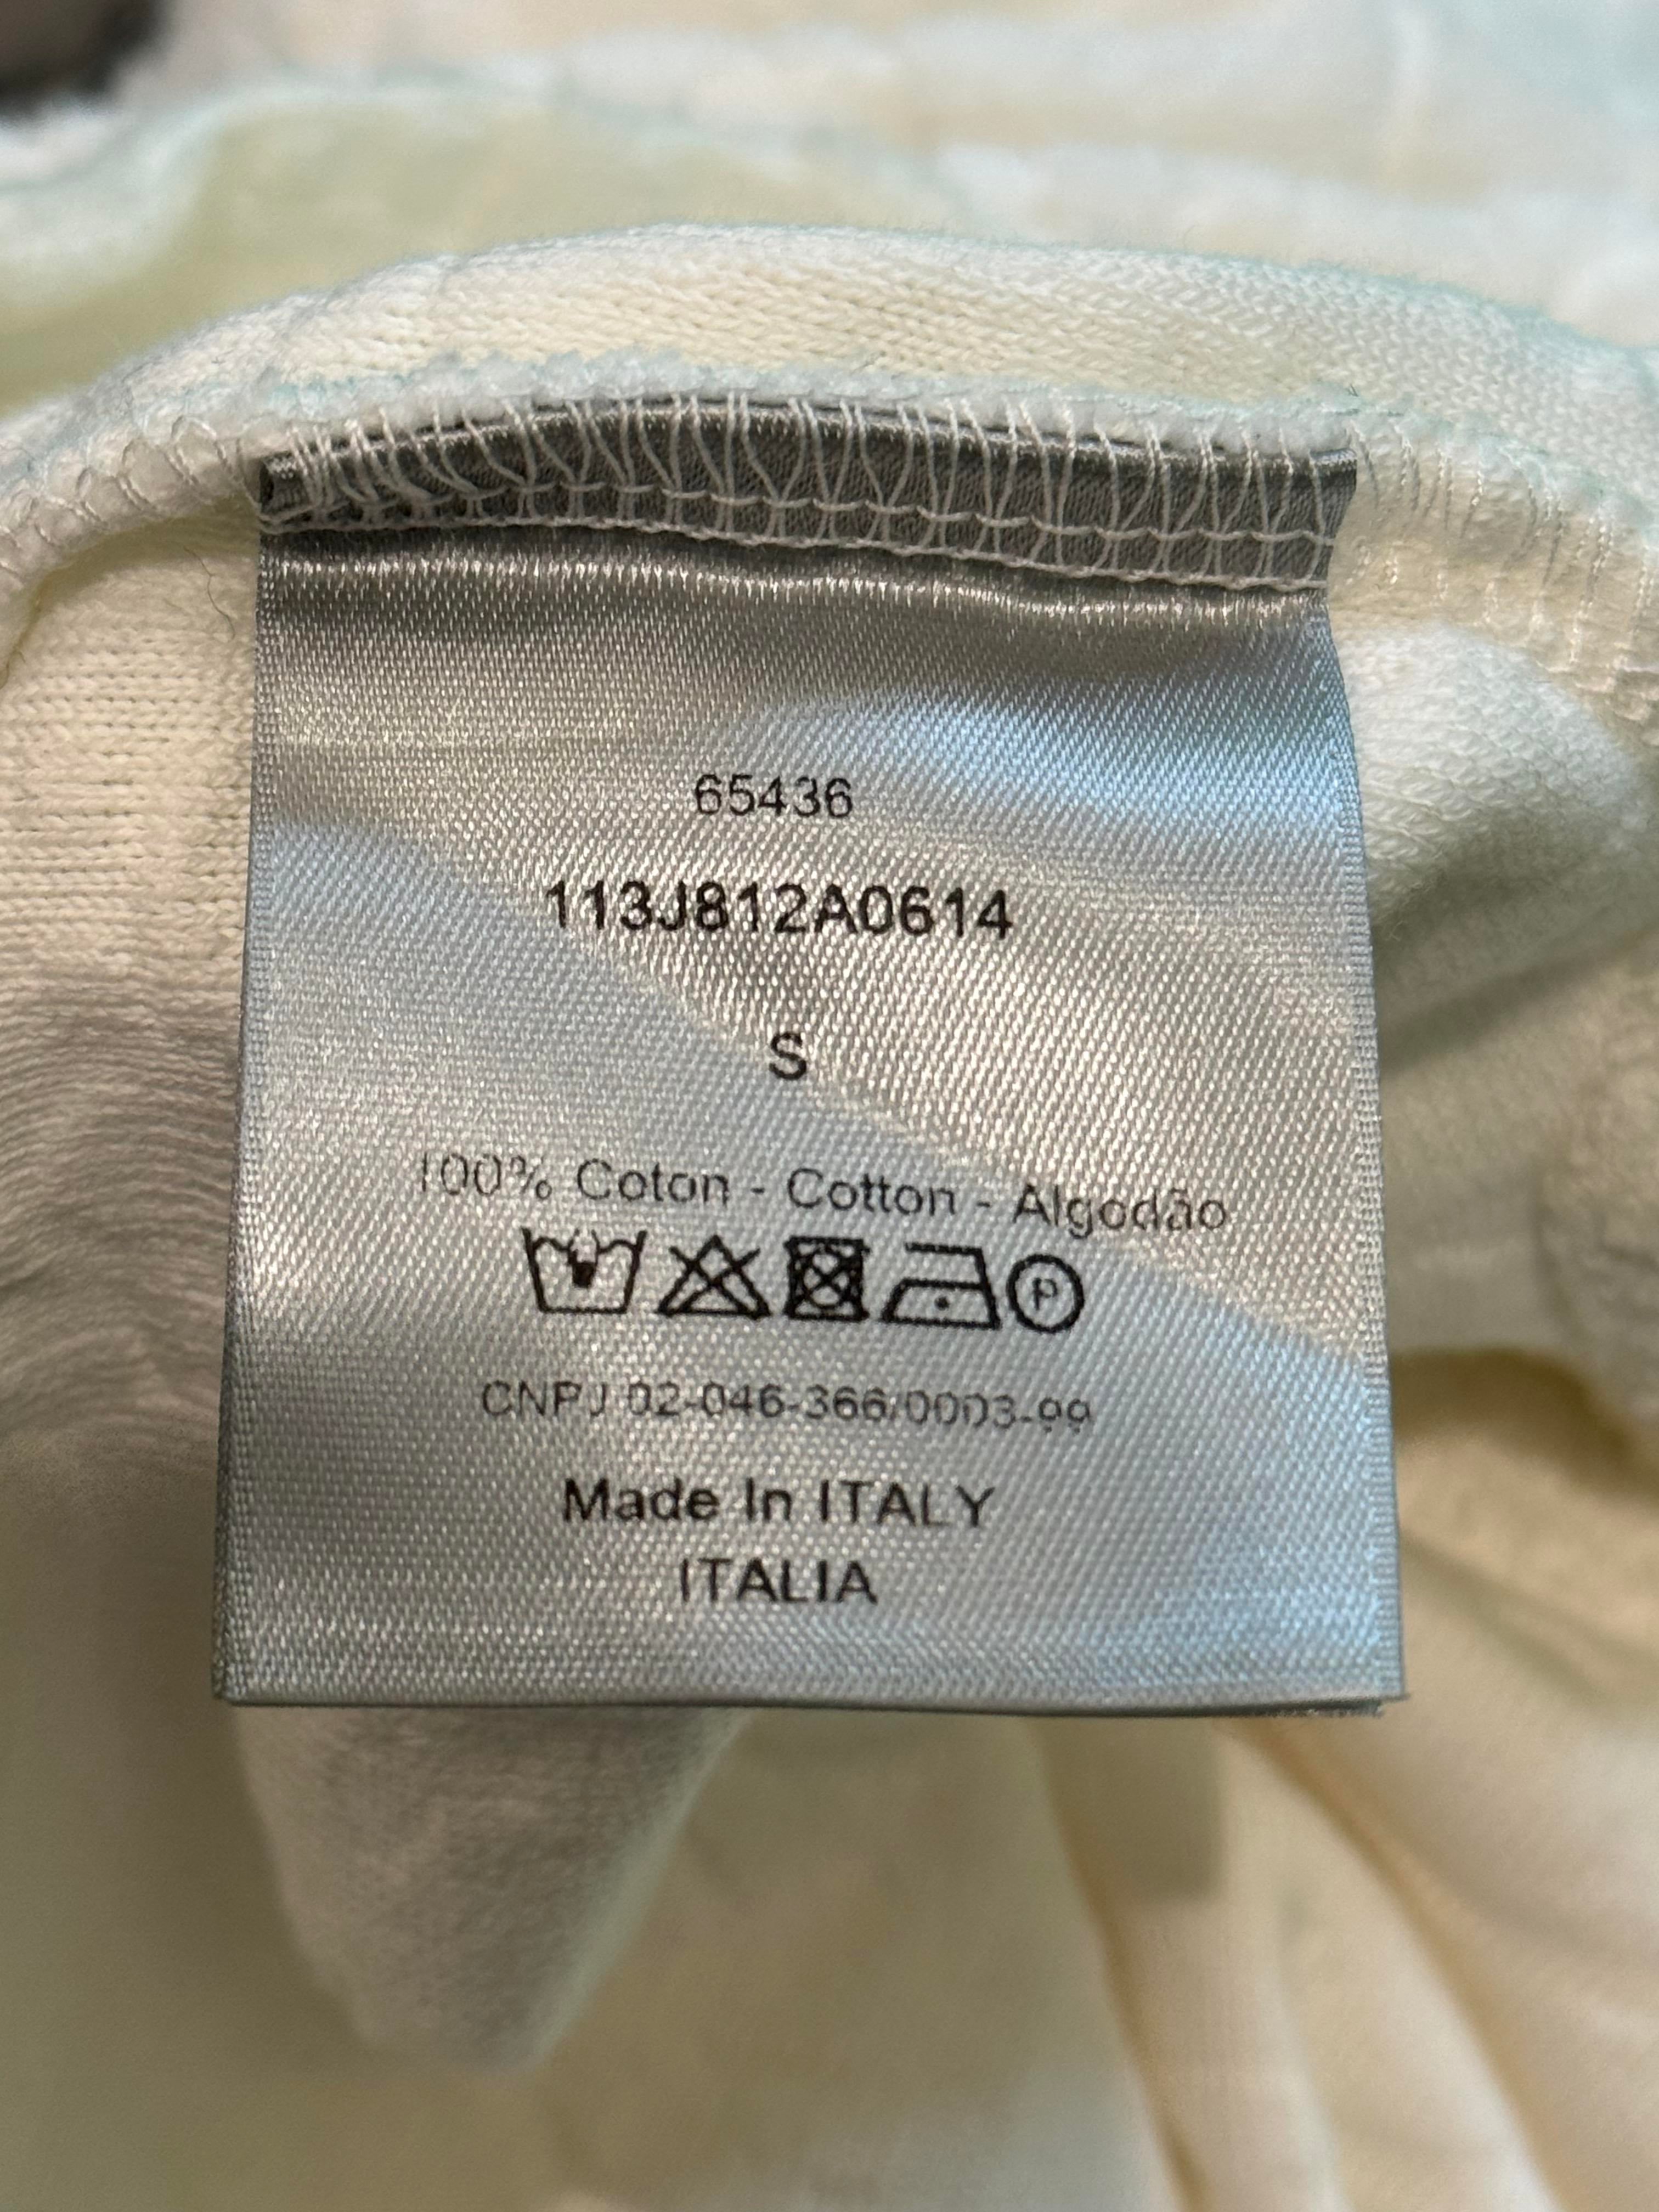 65436
113J812A0614
S
100% Coton - Cotton - Algodão
P
CNPJ 02-046-366/0003-99
Made In ITALY
ITALIA